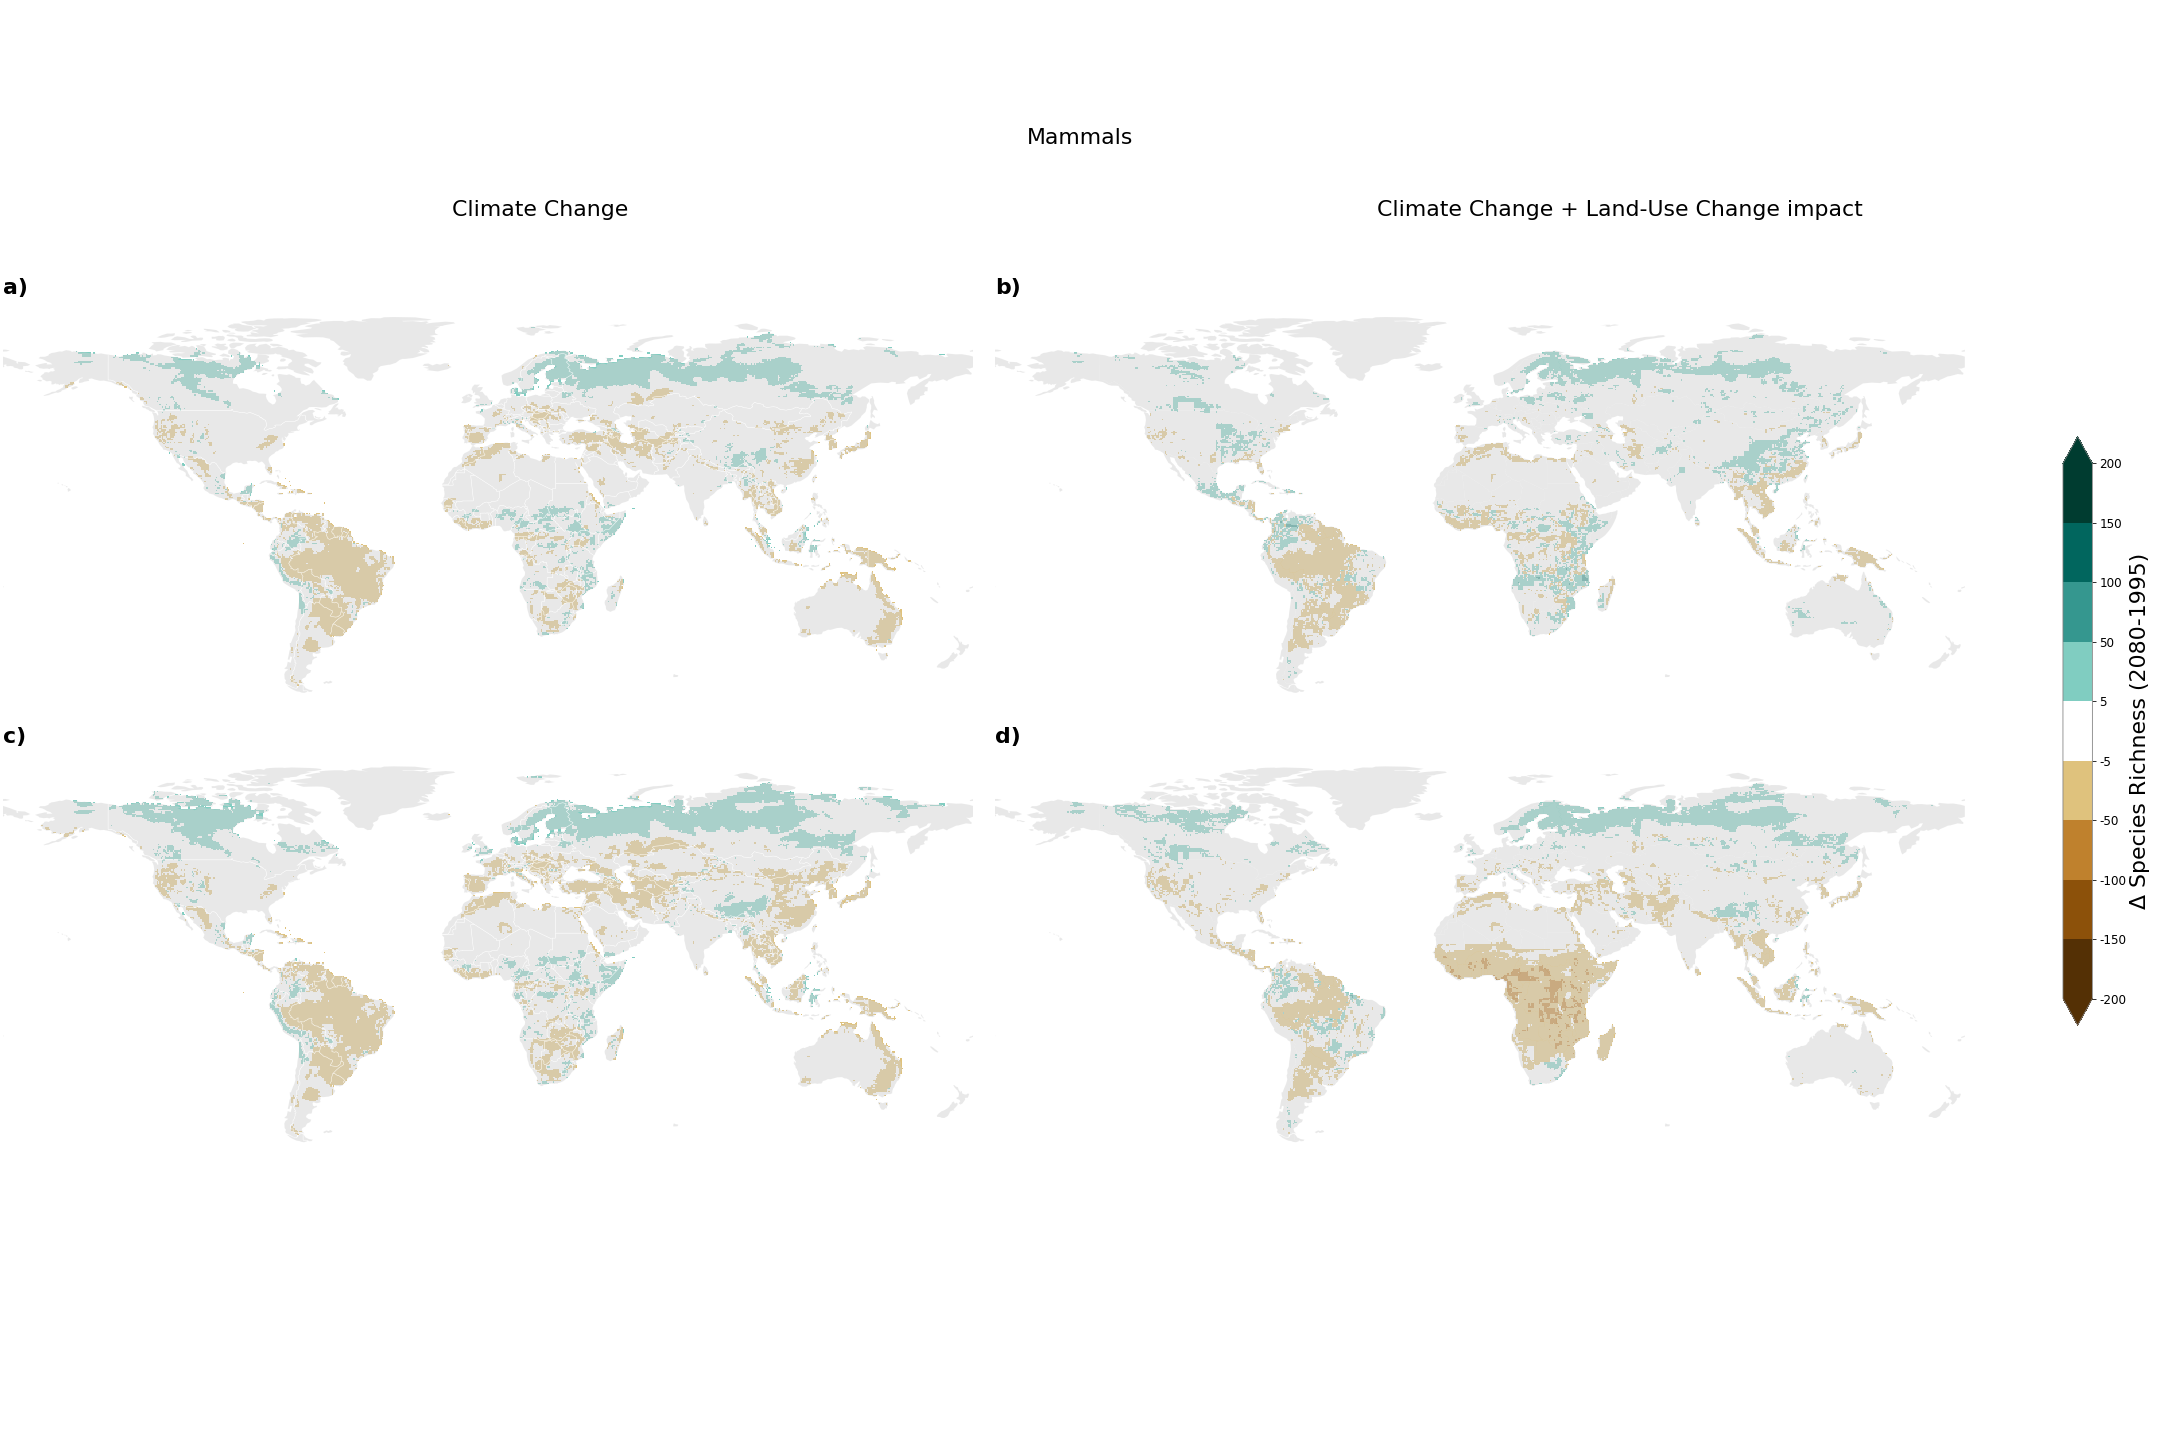 Mammals
Climate Change
Climate Change + Land-Use Change impact
a)
b)
c)
d)
200
150
100
50
5
-5
-50
-100
-150
-200
Δ Species Richness (2080-1995)